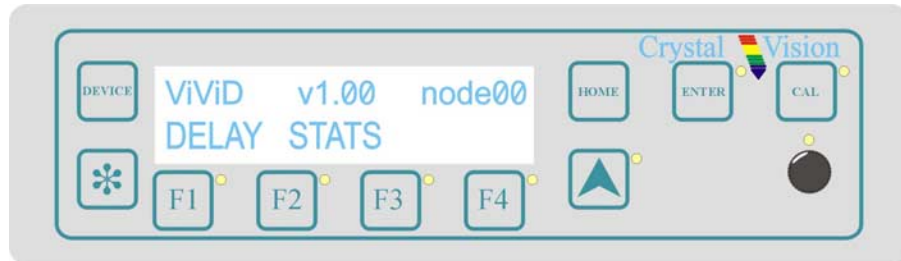 Crystal Vision
DEVICE
ViViD v1.00 node00
HOME
ENTER
CAL
DELAY STATS
F1 F2 F3 F4